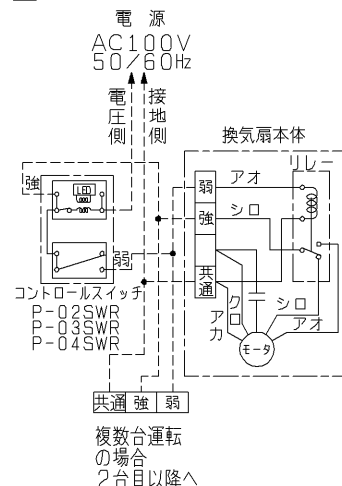 電源
AC100V
50/60Hz
電圧側
接地側
換気扇本体
リレー
強
LED
弱
コントロールスイッチ
P-02SWR
P-03SWR
P-04SWR
弱
強
共通
アオ
シロ
クロ
アカ
シロ
アオ
モータ
共通 強 弱
複数台運転
の場合
2台目以降へ